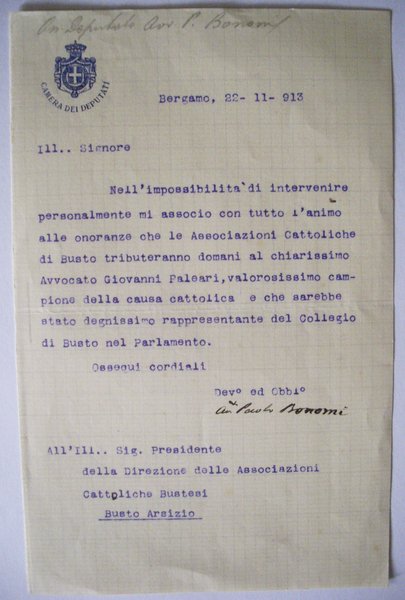 On Deputato Avv P. Bonomi
CAMERA DEI DEPUTATI
Bergamo, 22- 11- 913
Ill.. Signore
Nell'impossibilita' di intervenire
personalmente mi associo con tutto l'animo
alle onoranze che le Associazioni Cattoliche
di Busto tributeranno domani al chiarissimo
Avvocato Giovanni Paleari, valorosissimo cam-
pione della causa cattolica e che sarebbe
stato degnissimo rappresentante del Collegio
di Busto nel Parlamento.
Ossequi cordiali
Devº ed Obblº
Paolo Bonomi
All'Ill.. Sig. Presidente
della Direzione delle Associazioni
Cattoliche Bustesi
Busto Arsizio